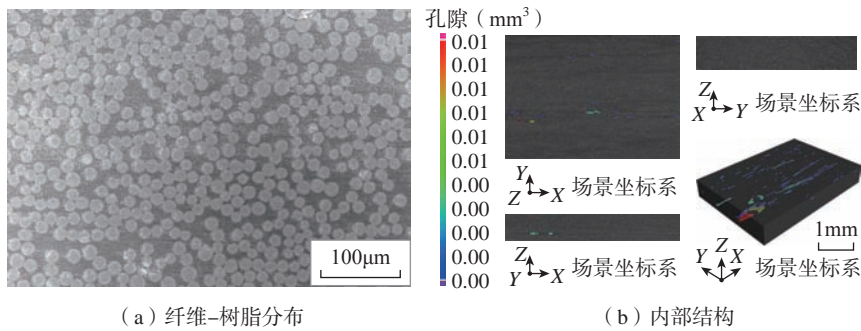 孔隙（mm³）
0.01
0.01
0.01
0.01
0.01
0.01
0.00
0.00
0.00
0.00
0.00
100μm
Y
Z X 场景坐标系
Z
Y X 场景坐标系
Z
X Y 场景坐标系
1mm
Z
Y X 场景坐标系
（a）纤维-树脂分布
（b）内部结构